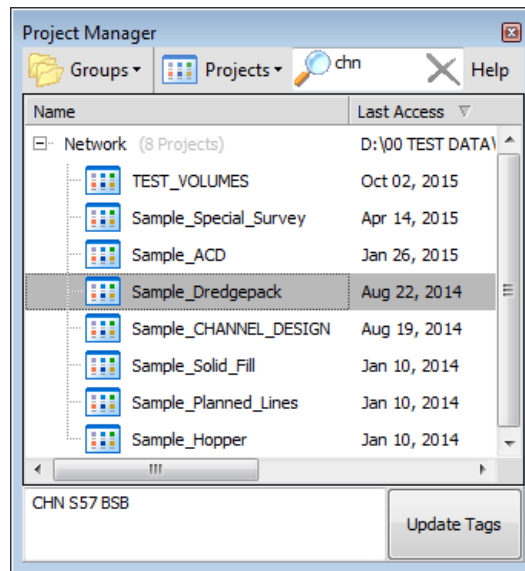 Project Manager
Groups Projects chn Help
Name Last Access
Network (8 Projects) D:\00 TEST DATA\
TEST_VOLUMES Oct 02, 2015
Sample_Special_Survey Apr 14, 2015
Sample_ACD Jan 26, 2015
Sample_Dredgepack Aug 22, 2014
Sample_CHANNEL_DESIGN Aug 19, 2014
Sample_Solid_Fill Jan 10, 2014
Sample_Planned_Lines Jan 10, 2014
Sample_Hopper Jan 10, 2014
CHN S57 BSB
Update Tags